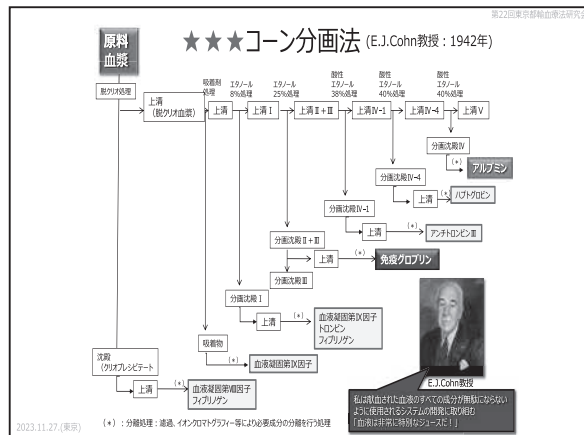 第22回東京都輸血療法研究会
原料
血漿
★★★コーン分画法 (E.J.Cohn教授:1942年)
脱クリオ処理
吸着剤
処理
エタノール
8%処理
エタノール
25%処理
酸性
エタノール
38%処理
酸性
エタノール
40%処理
酸性
エタノール
40%処理
上清
(脱クリオ血漿)
上清
上清Ⅰ
上清Ⅱ+Ⅲ
上清Ⅳ-1
上清Ⅳ-4
上清Ⅴ
分画沈殿Ⅳ
(*)
アルブミン
分画沈殿Ⅳ-4
上清
(*)
ハプトグロビン
分画沈殿Ⅳ-1
上清
(*)
アンチトロンビンⅢ
分画沈殿Ⅱ+Ⅲ
上清
(*)
免疫グロブリン
分画沈殿Ⅲ
分画沈殿Ⅰ
上清
(*)
血液凝固第Ⅸ因子
トロンビン
フィブリノゲン
吸着物
(*)
血液凝固第Ⅸ因子
沈殿
(クリオプレシピテート
上清
(*)
血液凝固第Ⅷ因子
フィブリノゲン
E.J.Cohn教授
私は献血された血液のすべての成分が無駄にならない
ように使用されるシステムの開発に取り組む
「血液は非常に特別なジュースだ!」
2023.11.27.(東京)
(*):分離処理:濾過、イオンクロマトグラフィー等により必要成分の分離を行う処理